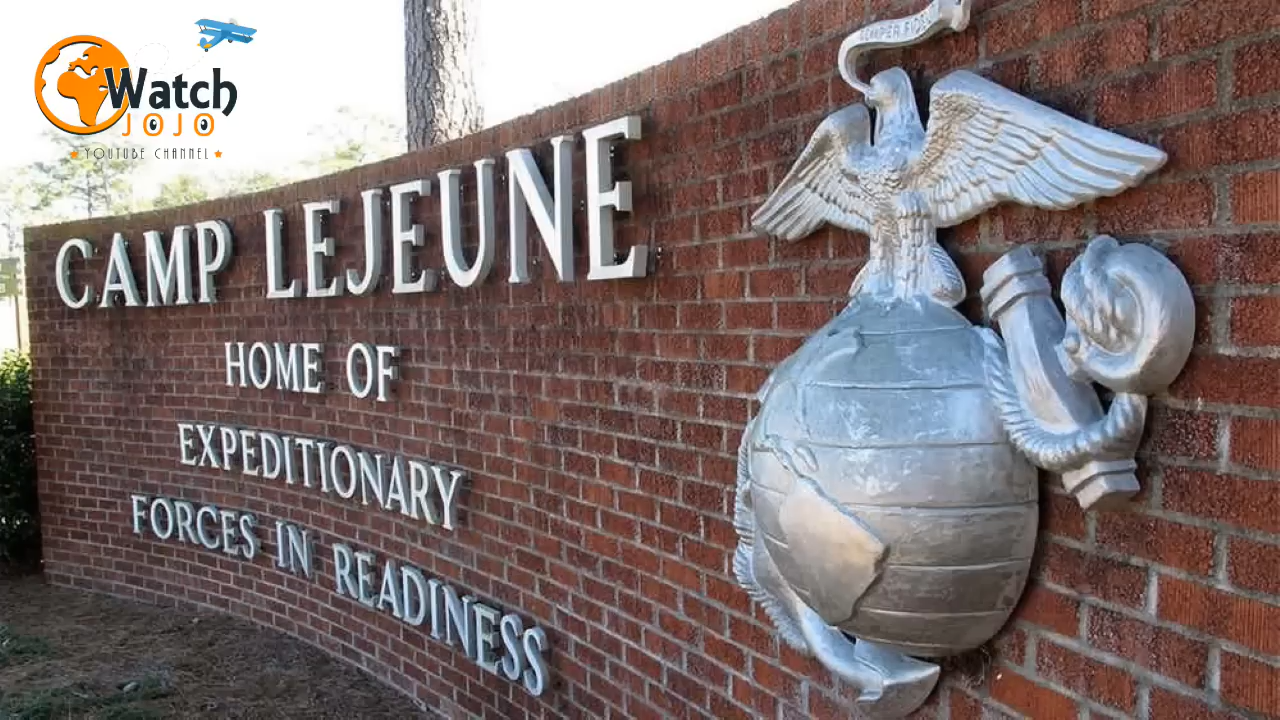 Watch
JOJO
YOUTUBE CHANNEL
SEMPER FIDELIS
CAMP LEJEUNE
HOME OF
EXPEDITIONARY
FORCES IN READINESS